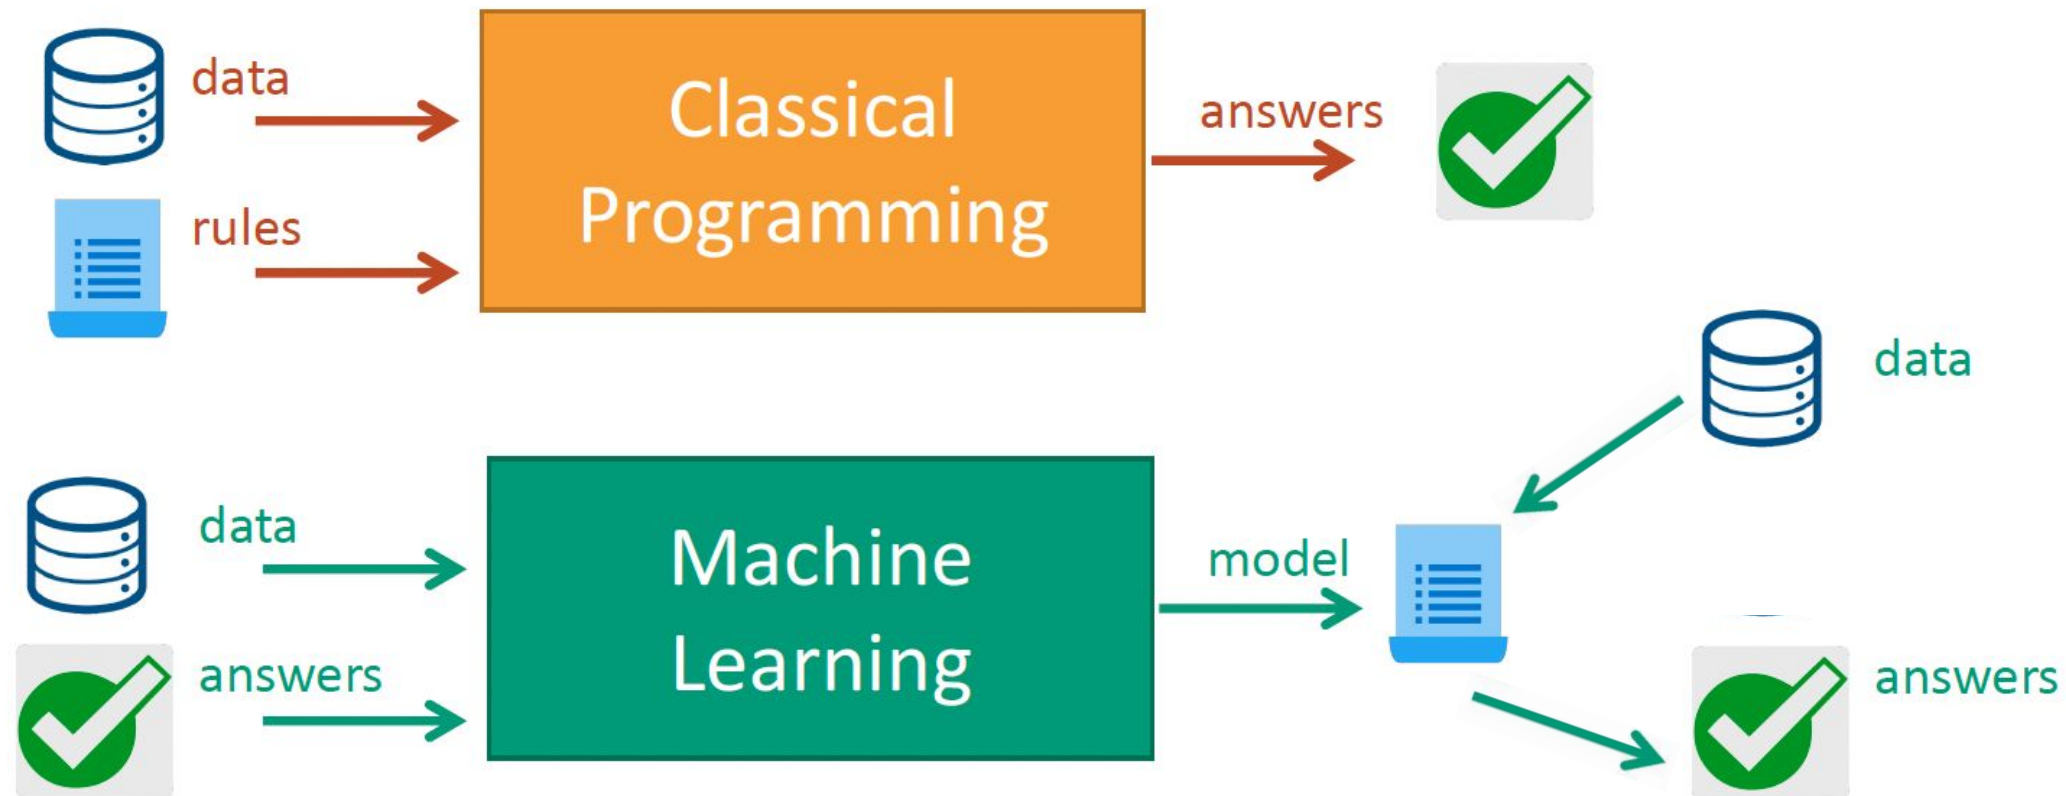 data
rules
Classical
Programming
answers
data
answers
Machine
Learning
model
data
answers